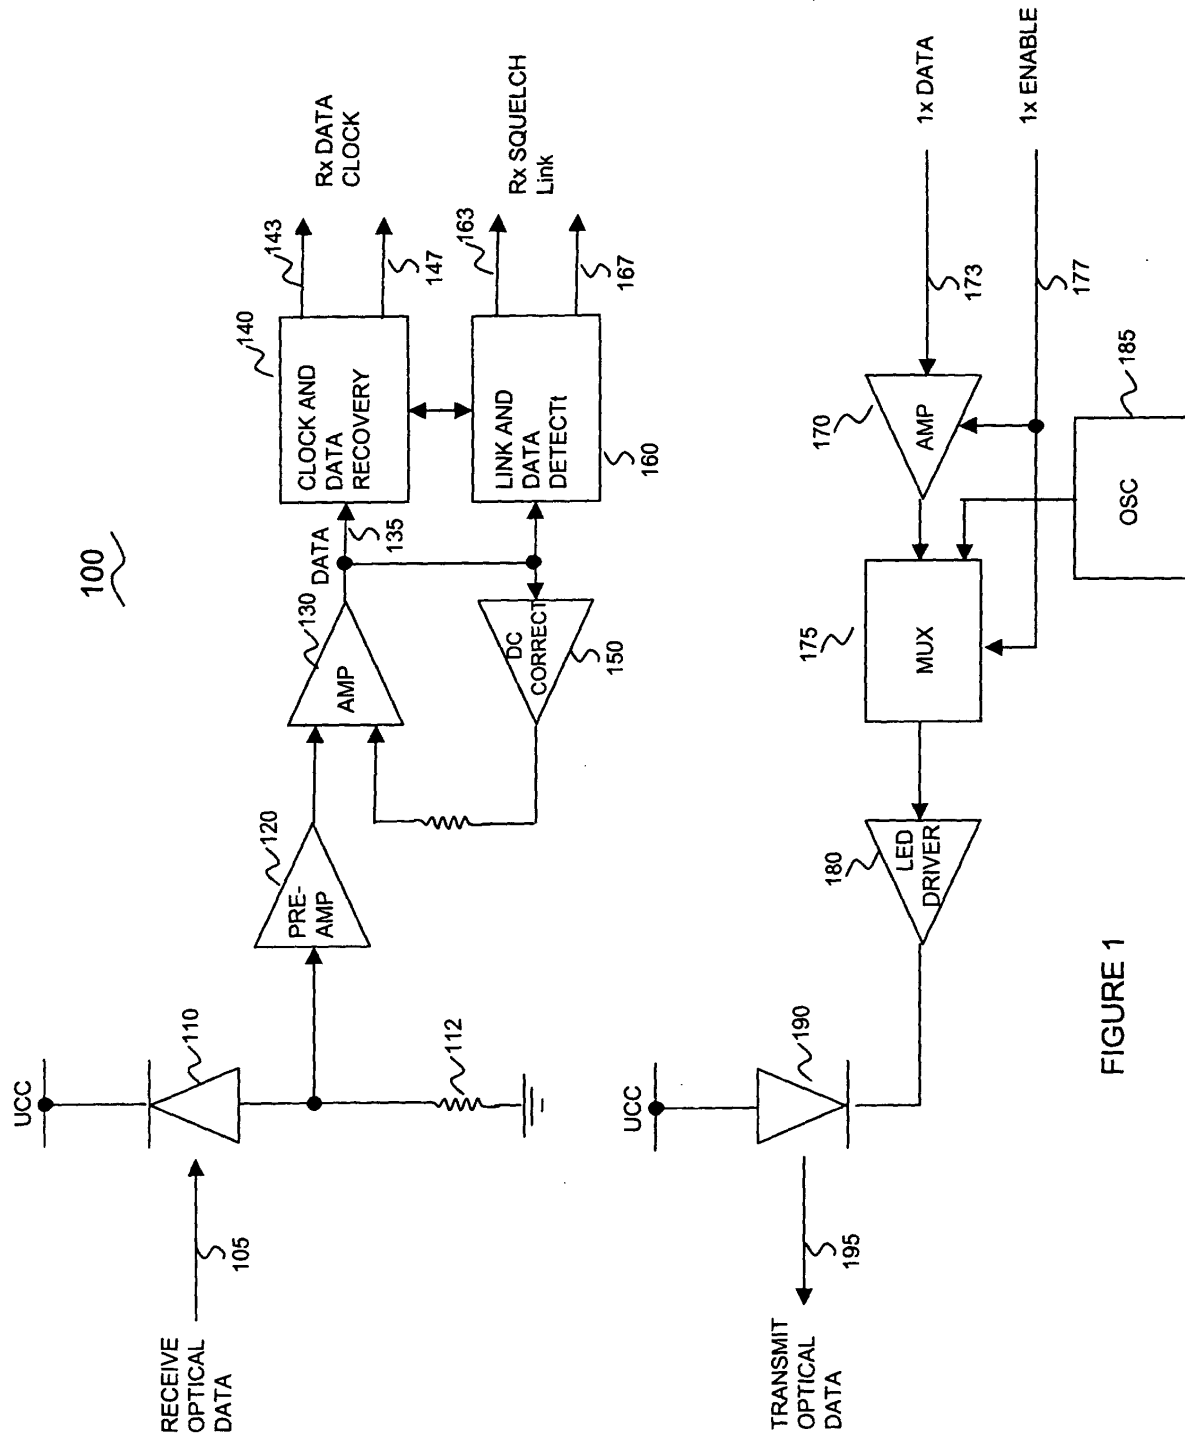 100
UCC
110
RECEIVE
OPTICAL
DATA
105
112
PRE-
AMP
120
AMP
130
DATA
135
CLOCK AND
DATA
RECOVERY
140
143
147
Rx DATA
CLOCK
DC
CORRECT
150
LINK AND
DATA
DETECTt
160
163
167
Rx SQUELCH
Link
UCC
190
TRANSMIT
OPTICAL
DATA
195
LED
DRIVER
180
MUX
175
AMP
170
173
1x DATA
177
1x ENABLE
OSC
185
FIGURE 1